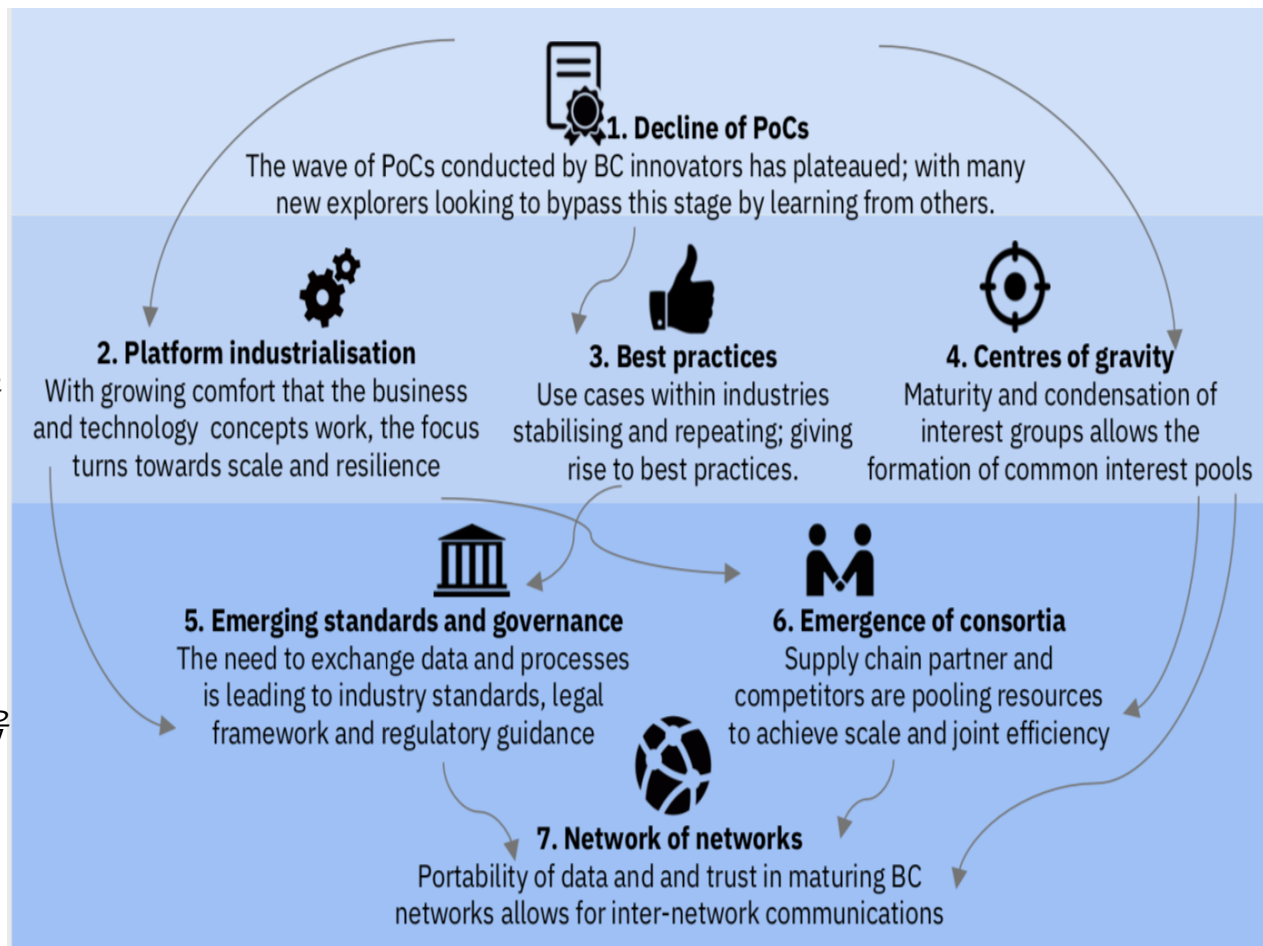 1. Decline of PoCs
The wave of PoCs conducted by BC innovators has plateaued; with many
new explorers looking to bypass this stage by learning from others.
2. Platform industrialisation
With growing comfort that the business
and technology concepts work, the focus
turns towards scale and resilience
3. Best practices
Use cases within industries
stabilising and repeating; giving
rise to best practices.
4. Centres of gravity
Maturity and condensation of
interest groups allows the
formation of common interest pools
5. Emerging standards and governance
The need to exchange data and processes
is leading to industry standards, legal
framework and regulatory guidance
6. Emergence of consortia
Supply chain partner and
competitors are pooling resources
to achieve scale and joint efficiency
7. Network of networks
Portability of data and and trust in maturing BC
networks allows for inter-network communications